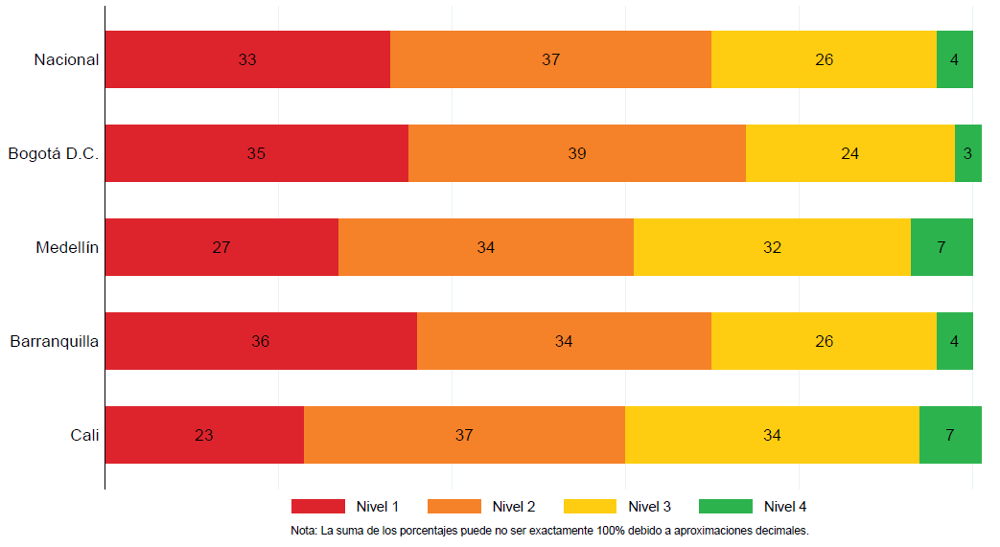 Nacional 33 37 26 4
Bogotá D.C. 35 39 24 3
Medellín 27 34 32 7
Barranquilla 36 34 26 4
Cali 23 37 34 7
Nivel 1 Nivel 2 Nivel 3 Nivel 4
Nota: La suma de los porcentajes puede no ser exactamente 100% debido a aproximaciones decimales.